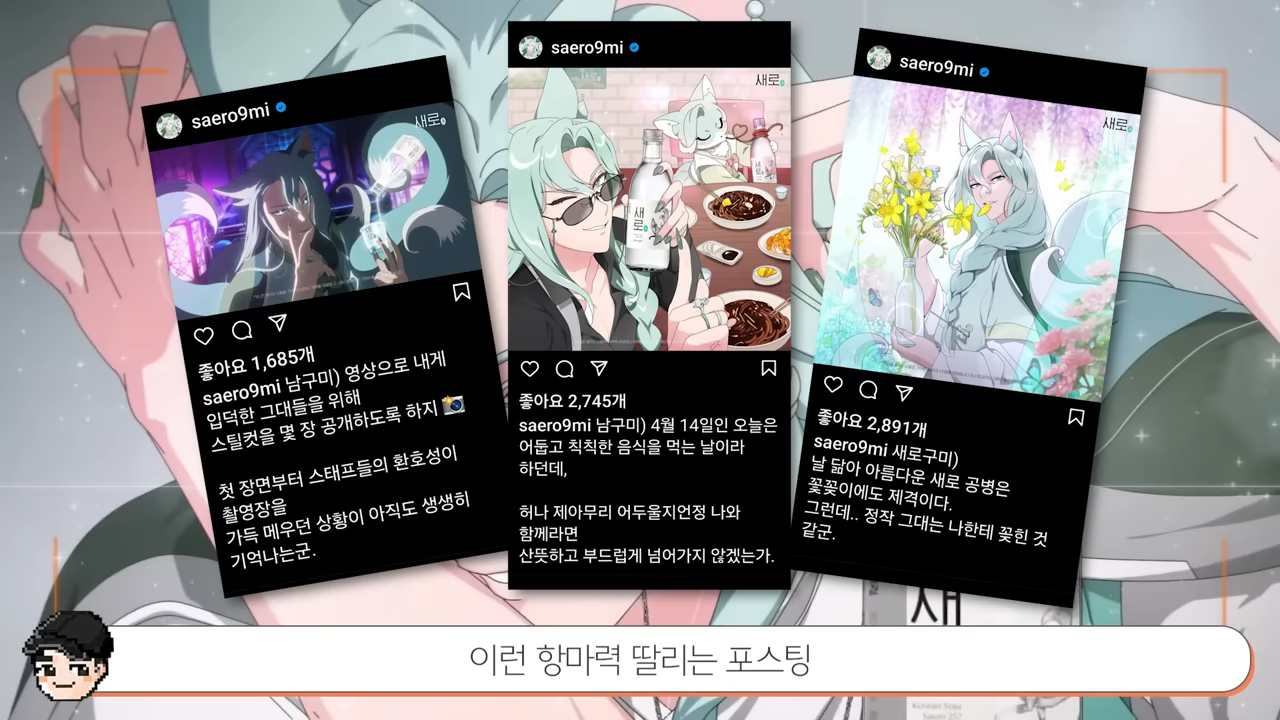 saero9mi
새로
좋아요 1,685개
saero9mi 남구미) 영상으로 내게
입덕한 그대들을 위해
스틸컷을 몇 장 공개하도록 하지 📸
첫 장면부터 스태프들의 환호성이
촬영장을
가득 메우던 상황이 아직도 생생히
기억나는군.
saero9mi
새로
새로
좋아요 2,745개
saero9mi 남구미) 4월 14일인 오늘은
어둡고 칙칙한 음식을 먹는 날이라
하던데,
허나 제아무리 어두울지언정 나와
함께라면
산뜻하고 부드럽게 넘어가지 않겠는가.
saero9mi
새로
좋아요 2,891개
saero9mi 새로구미)
날 닮아 아름다운 새로 공병은
꽃꽂이에도 제격이다.
그런데.. 정작 그대는 나한테 꽂힌 것
같군.
새
이런 항마력 딸리는 포스팅
Korean Soju
Saero 257